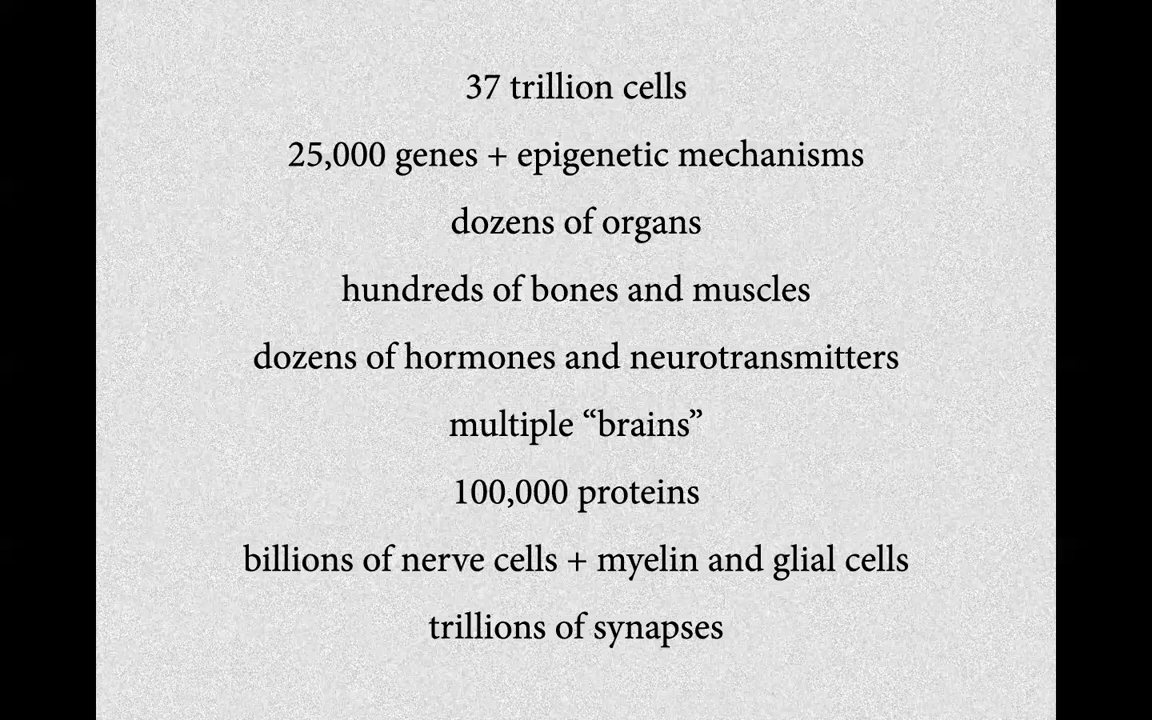 37 trillion cells
25,000 genes + epigenetic mechanisms
dozens of organs
hundreds of bones and muscles
dozens of hormones and neurotransmitters
multiple “brains”
100,000 proteins
billions of nerve cells + myelin and glial cells
trillions of synapses